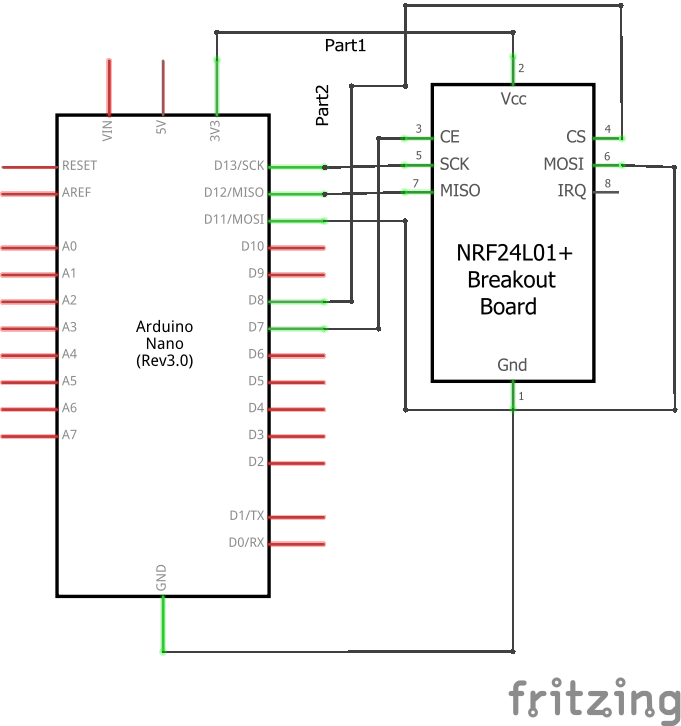 Part1
Part2
VIN
5V
3V3
RESET
AREF
A0
A1
A2
A3
A4
A5
A6
A7
D13/SCK
D12/MISO
D11/MOSI
D10
D9
D8
D7
D6
D5
D4
D3
D2
D1/TX
D0/RX
Arduino
Nano
(Rev3.0)
GND
2
Vcc
3 CE
5 SCK
7 MISO
CS 4
MOSI 6
IRQ 8
NRF24L01+
Breakout
Board
Gnd
1
fritzing